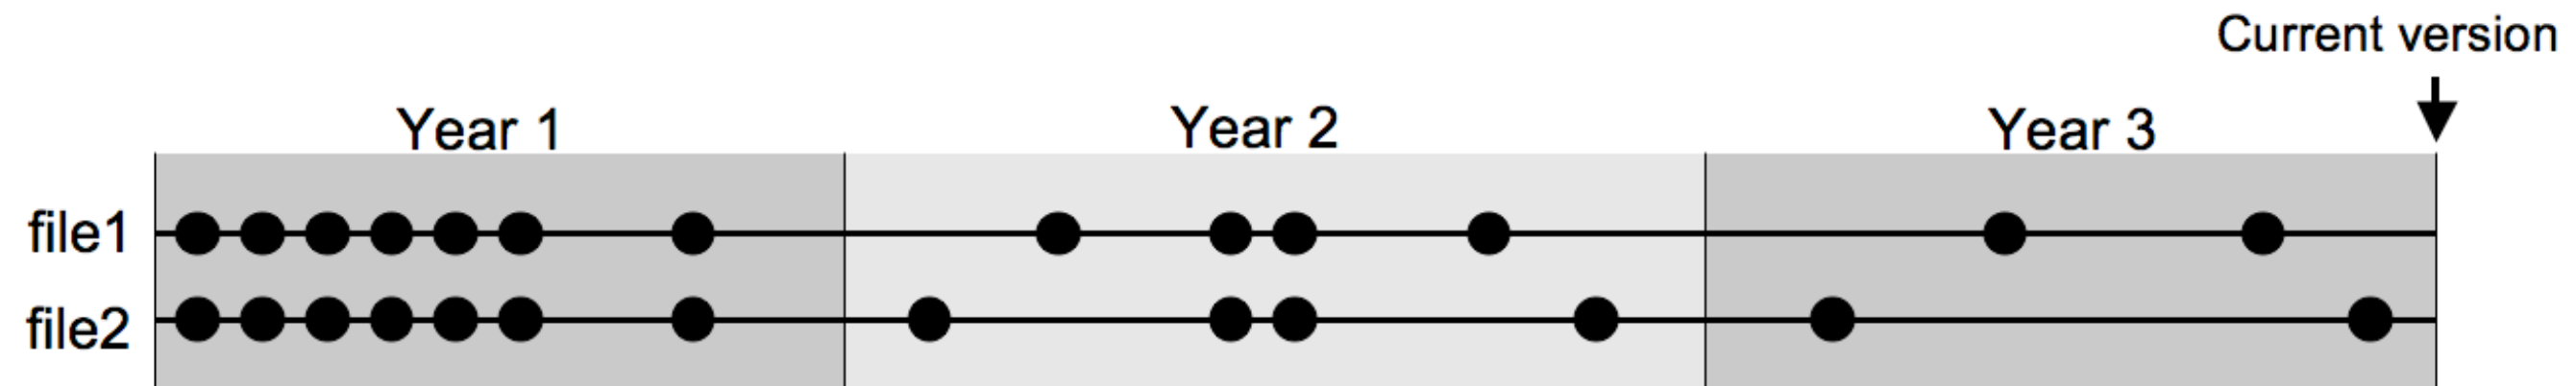 Current version
Year 1 Year 2 Year 3
file1
file2